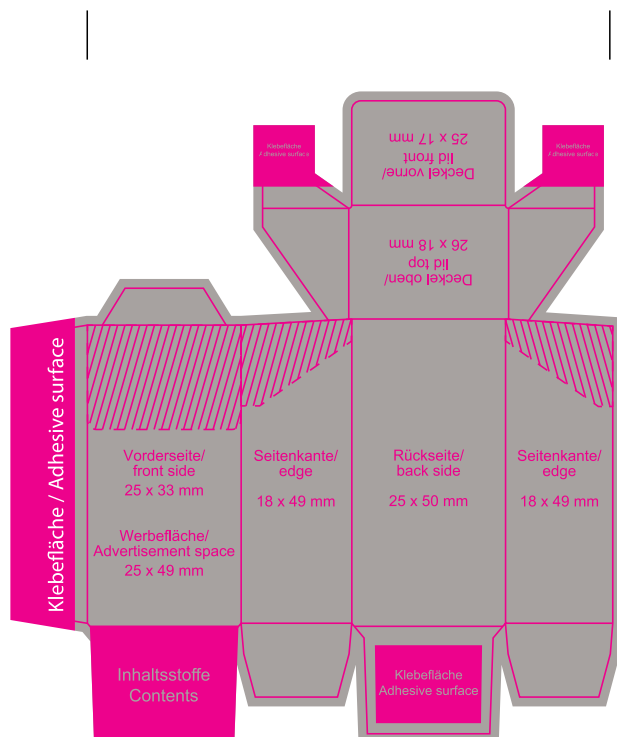 Klebefläche
/ dhesive surface
Klebefläche
/ dhesive surface
Deckel vorne/
lid front
25 x 17 mm
Deckel oben/
lid top
26 x 18 mm
Klebefläche / Adhesive surface
Vorderseite/
front side
25 x 33 mm
Werbefläche/
Advertisement space
25 x 49 mm
Seitenkante/
edge
18 x 49 mm
Rückseite/
back side
25 x 50 mm
Seitenkante/
edge
18 x 49 mm
Inhaltsstoffe
Contents
Klebefläche
Adhesive surface